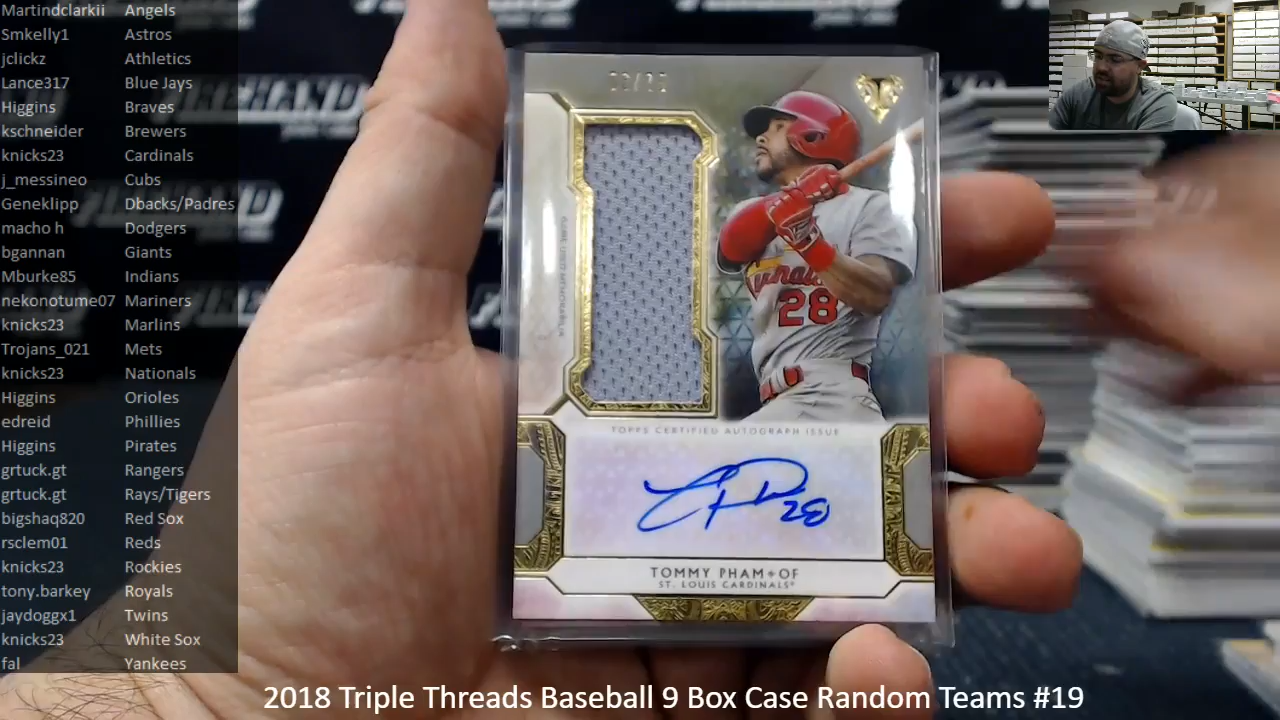 Martindclarkii Angels
Smkelly1 Astros
jclickz Athletics
Lance317 Blue Jays
Higgins Braves
kschneider Brewers
knicks23 Cardinals
j_messineo Cubs
Geneklipp Dbacks/Padres
macho h Dodgers
bgannan Giants
Mburke85 Indians
nekonotume07 Mariners
knicks23 Marlins
Trojans_021 Mets
knicks23 Nationals
Higgins Orioles
edreid Phillies
Higgins Pirates
grtuck.gt Rangers
grtuck.gt Rays/Tigers
bigshaq820 Red Sox
rsclem01 Reds
knicks23 Rockies
tony.barkey Royals
jaydoggx1 Twins
knicks23 White Sox
fal Yankees
28
TOPPS CERTIFIED AUTOGRAPH ISSUE
28
TOMMY PHAM OF
ST. LOUIS CARDINALS
2018 Triple Threads Baseball 9 Box Case Random Teams #19